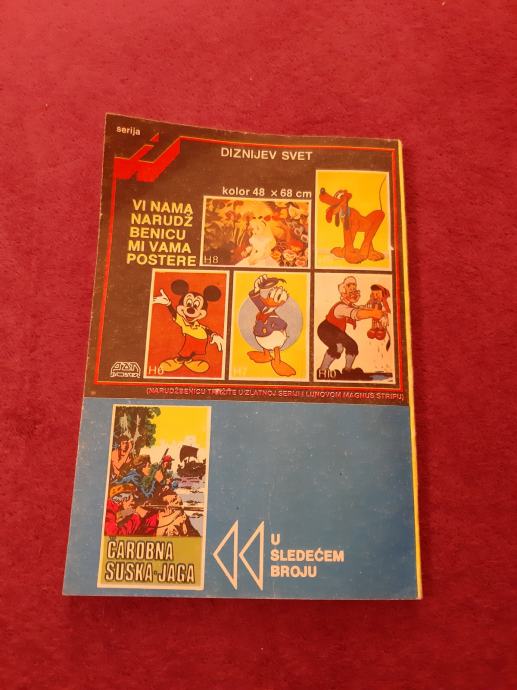 serija
H
DIZNIJEV SVET
kolor 48 × 68 cm
VI NAMA
NARUDŽ
BENICU
MI VAMA
POSTERE
H8
H6
H7
H10
(NARUDŽBENICU TRAŽITE U ZLATNOJ SERIJI I LUNOVOM MAGNUS STRIPU)
ČAROBNA
SUSKA-JAGA
U
SLEDEĆEM
BROJU